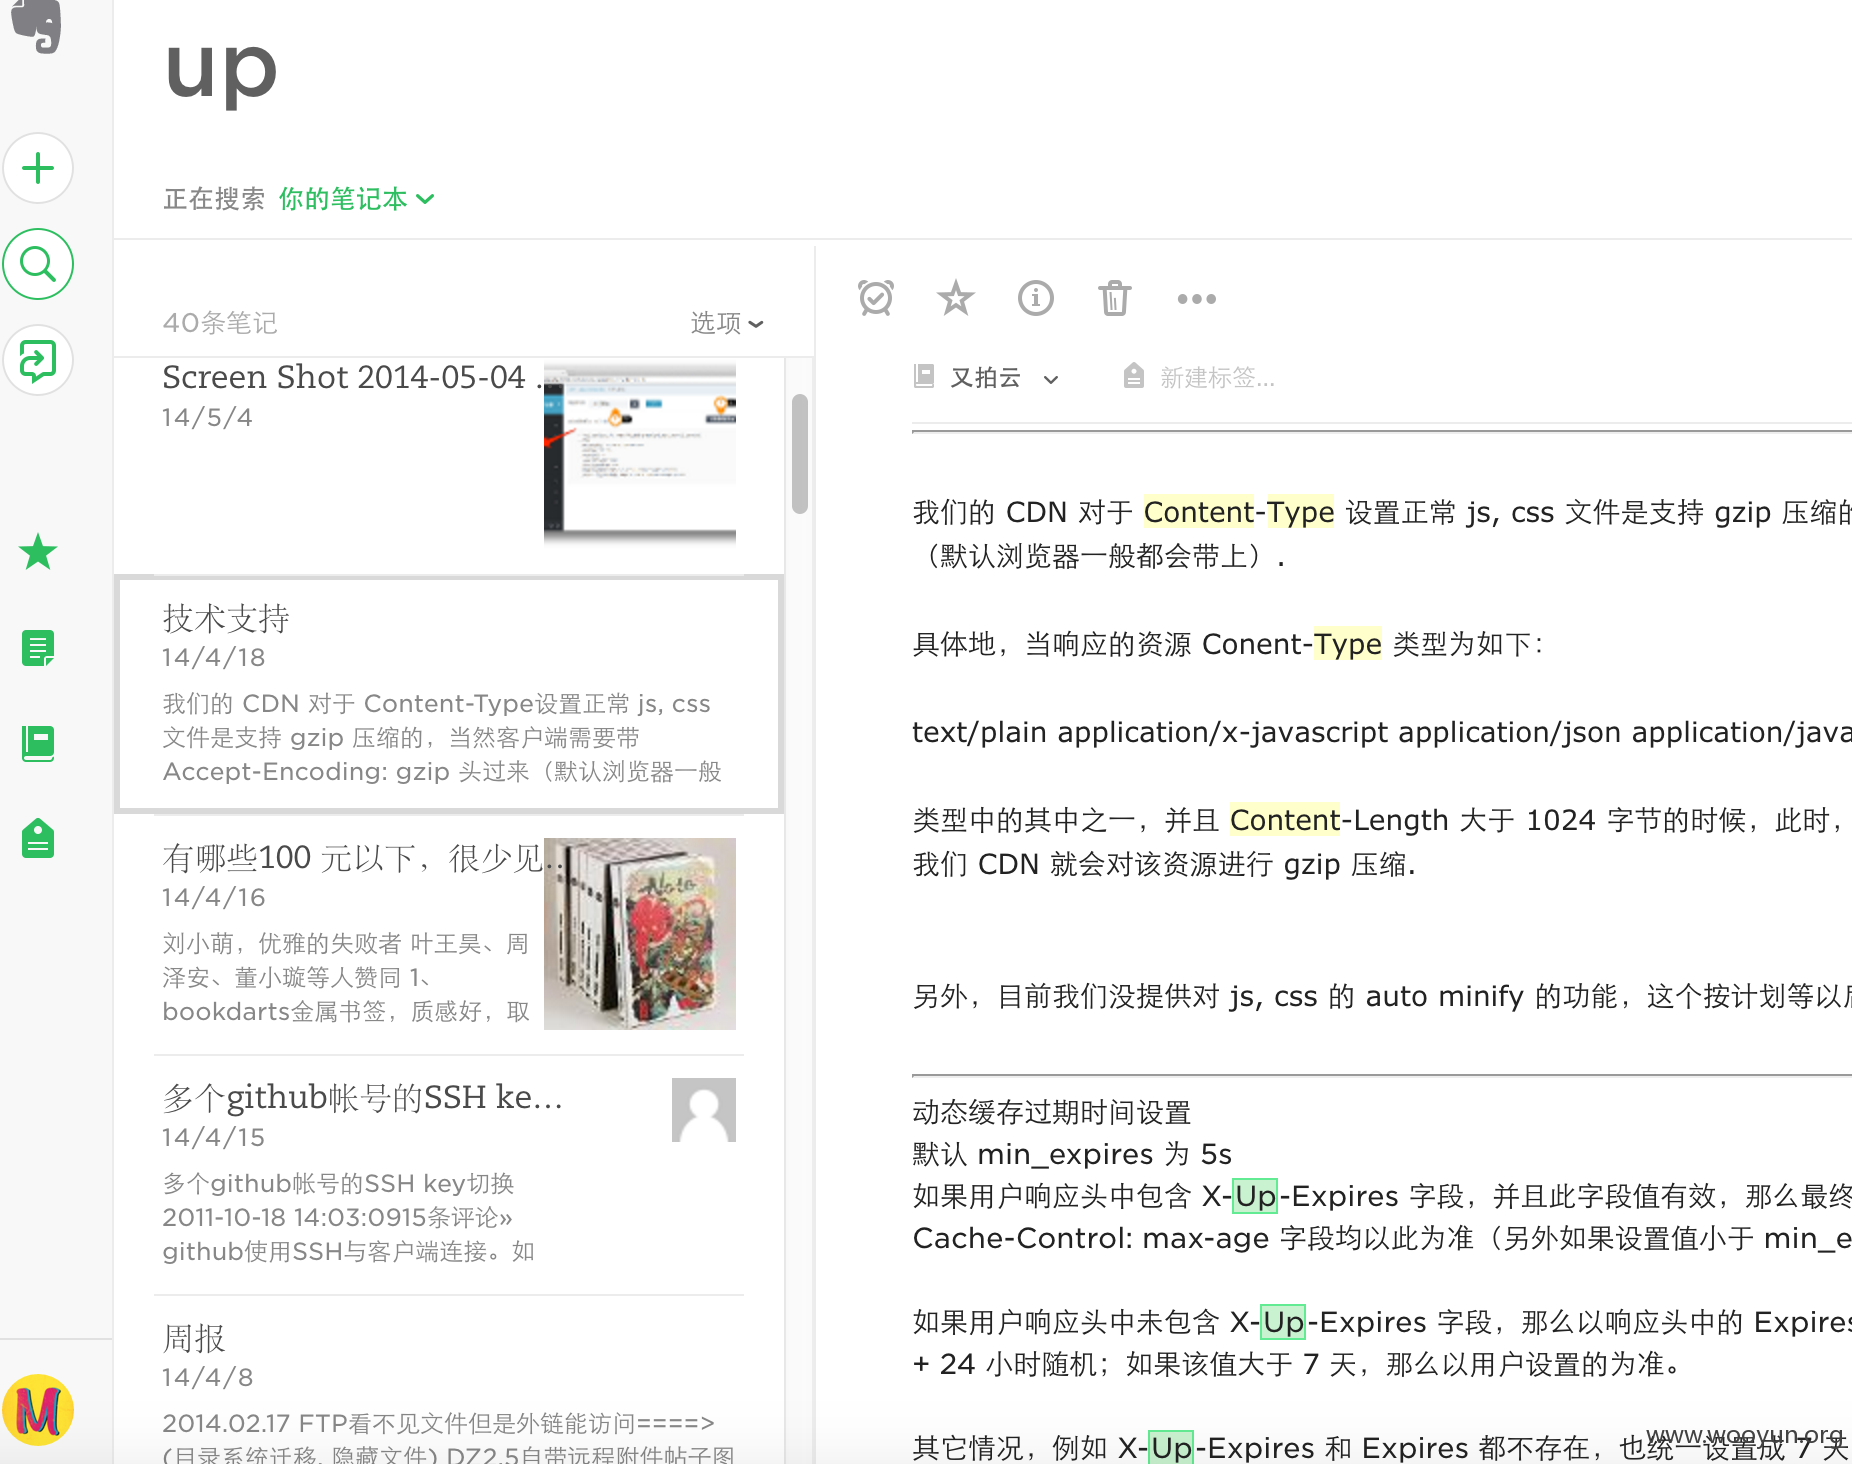 up
正在搜索 你的笔记本
40条笔记
选项
Screen Shot 2014-05-04 ..
14/5/4
技术支持
14/4/18
我们的 CDN 对于 Content-Type设置正常 js, css
文件是支持 gzip 压缩的，当然客户端需要带
Accept-Encoding: gzip 头过来（默认浏览器一般
有哪些100 元以下，很少见...
14/4/16
刘小萌，优雅的失败者 叶王昊、周
泽安、董小璇等人赞同 1、
bookdarts金属书签，质感好，取
Note
多个github帐号的SSH ke...
14/4/15
多个github帐号的SSH key切换
2011-10-18 14:03:0915条评论»
github使用SSH与客户端连接。如
周报
14/4/8
2014.02.17 FTP看不见文件但是外链能访问====>
(目录系统迁移, 隐藏文件) DZ2.5自带远程附件帖子图
M
又拍云
新建标签...
我们的 CDN 对于 Content-Type 设置正常 js, css 文件是支持 gzip 压缩的
（默认浏览器一般都会带上）.
具体地，当响应的资源 Conent-Type 类型为如下：
text/plain application/x-javascript application/json application/java
类型中的其中之一，并且 Content-Length 大于 1024 字节的时候，此时，
我们 CDN 就会对该资源进行 gzip 压缩.
另外，目前我们没提供对 js, css 的 auto minify 的功能，这个按计划等以后
动态缓存过期时间设置
默认 min_expires 为 5s
如果用户响应头中包含 X-Up-Expires 字段，并且此字段值有效，那么最终
Cache-Control: max-age 字段均以此为准（另外如果设置值小于 min_e
如果用户响应头中未包含 X-Up-Expires 字段，那么以响应头中的 Expires
+ 24 小时随机；如果该值大于 7 天，那么以用户设置的为准。
其它情况，例如 X-Up-Expires 和 Expires 都不存在，也统一设置成 7 天
www.wooyun.org